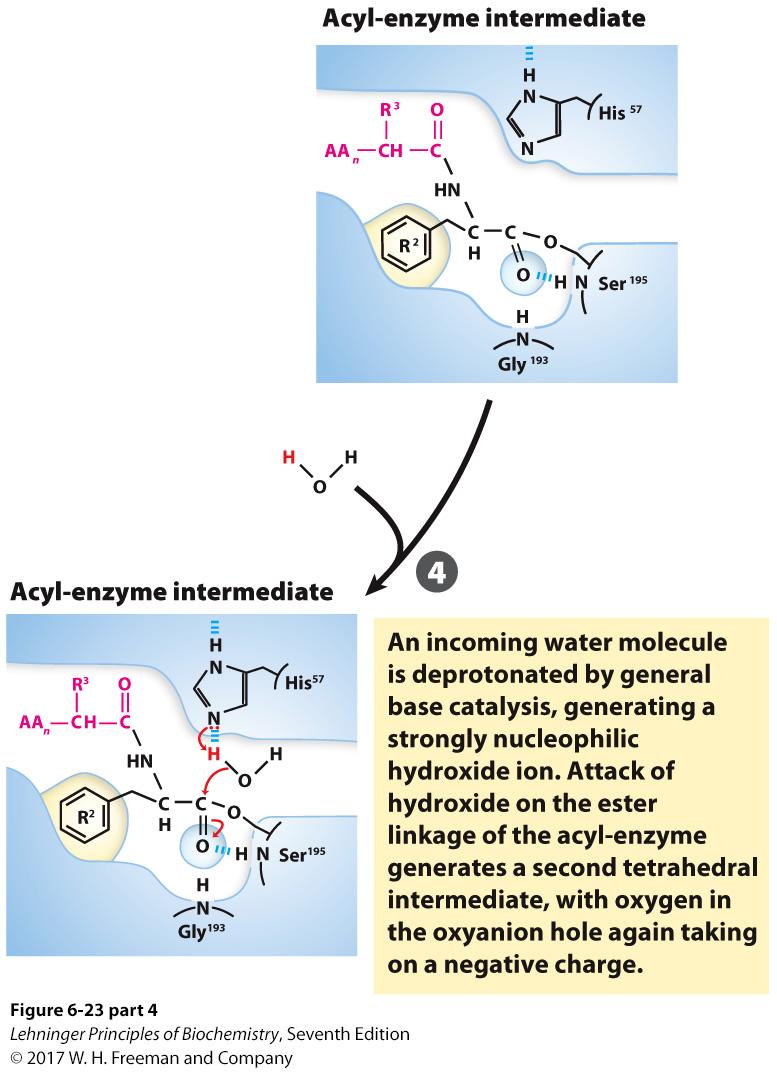 Acyl-enzyme intermediate
H
N
His 57
N
R3 O
AAn—CH—C
HN
R2
C—C—O
H
O H N Ser 195
H
N
Gly 193
H H
O
4
Acyl-enzyme intermediate
H
N
His57
N
R3 O
AAn—CH—C
H H
O
HN
R2
C—C
O
H
O H N Ser195
H
N
Gly193
An incoming water molecule
is deprotonated by general
base catalysis, generating a
strongly nucleophilic
hydroxide ion. Attack of
hydroxide on the ester
linkage of the acyl-enzyme
generates a second tetrahedral
intermediate, with oxygen in
the oxyanion hole again taking
on a negative charge.
Figure 6-23 part 4
Lehninger Principles of Biochemistry, Seventh Edition
© 2017 W. H. Freeman and Company